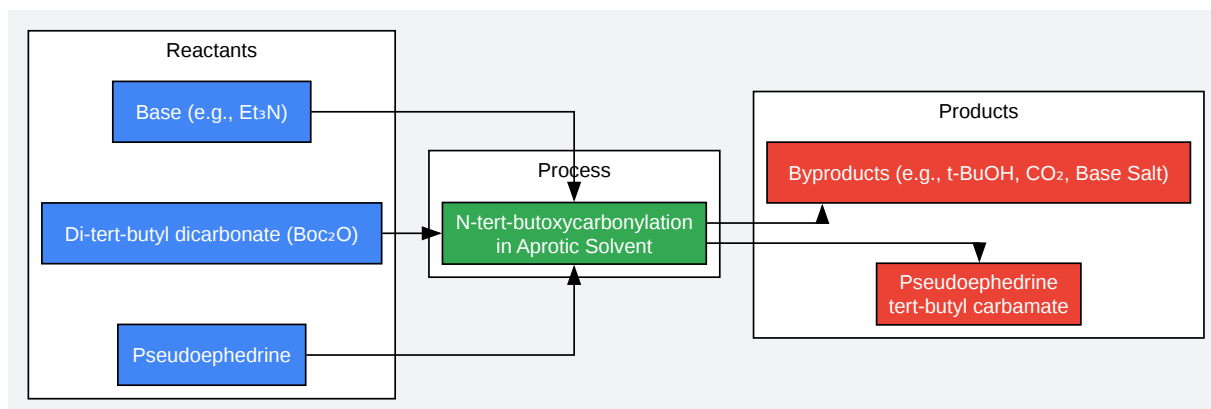 Reactants
Base (e.g., Et₃N)
Di-tert-butyl dicarbonate (Boc₂O)
Pseudoephedrine
Process
N-tert-butoxycarbonylation
in Aprotic Solvent
Products
Byproducts (e.g., t-BuOH, CO₂, Base Salt)
Pseudoephedrine
tert-butyl carbamate